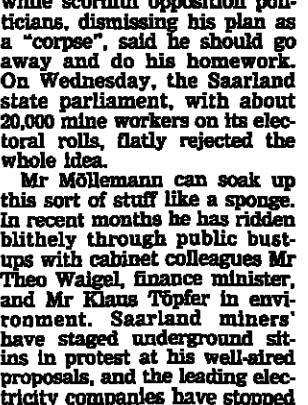 while scornful opposition poli-
ticians, dismissing his plan as
a "corpse", said he should go
away and do his homework.
On Wednesday, the Saarland
state parliament, with about
20,000 mine workers on its elec-
toral rolls, flatly rejected the
whole idea.
Mr Möllemann can soak up
this sort of stuff like a sponge.
In recent months he has ridden
blithely through public bust-
ups with cabinet colleagues Mr
Theo Waigel, finance minister,
and Mr Klaus Töpfer in envi-
ronment. Saarland miners'
have staged underground sit-
ins in protest at his well-aired
proposals, and the leading elec-
tricity companies have stopped